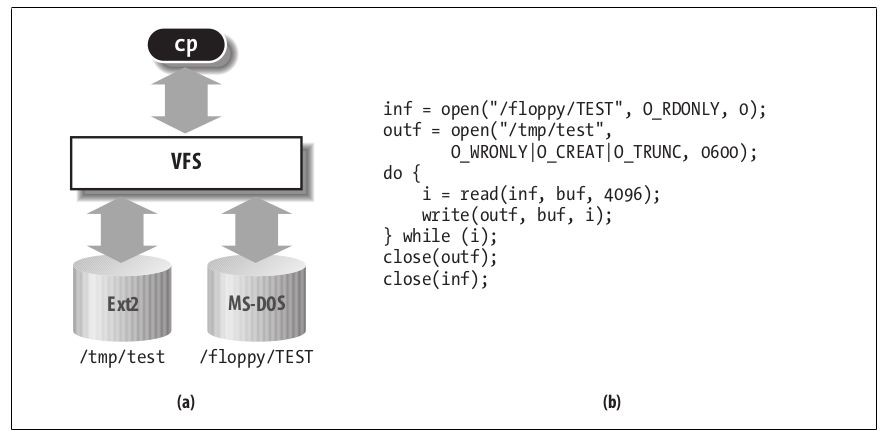 cp
VFS
Ext2
MS-DOS
/tmp/test
/floppy/TEST
(a)
inf = open("/floppy/TEST", O_RDONLY, 0);
outf = open("/tmp/test",
       O_WRONLY|O_CREAT|O_TRUNC, 0600);
do {
    i = read(inf, buf, 4096);
    write(outf, buf, i);
} while (i);
close(outf);
close(inf);
(b)